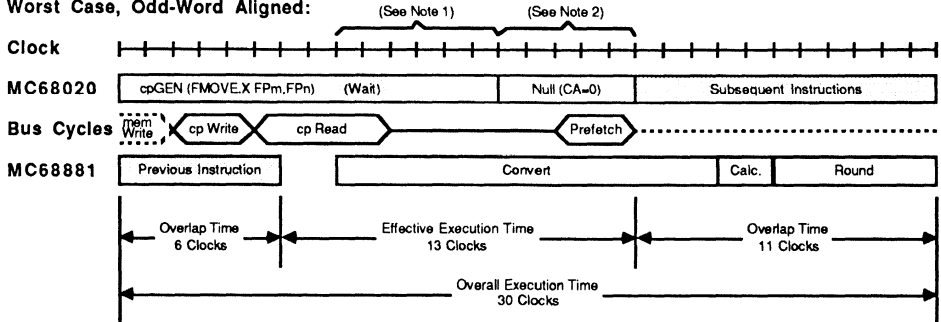 Worst Case, Odd-Word Aligned:
(See Note 1) (See Note 2)
Clock
MC68020 cpGEN (FMOVE.X FPm,FPn) (Wait) Null (CA=0) Subsequent Instructions
Bus Cycles mem Write cp Write cp Read Prefetch
MC68881 Previous Instruction Convert Calc. Round
Overlap Time Effective Execution Time Overlap Time
6 Clocks 13 Clocks 11 Clocks
Overall Execution Time
30 Clocks